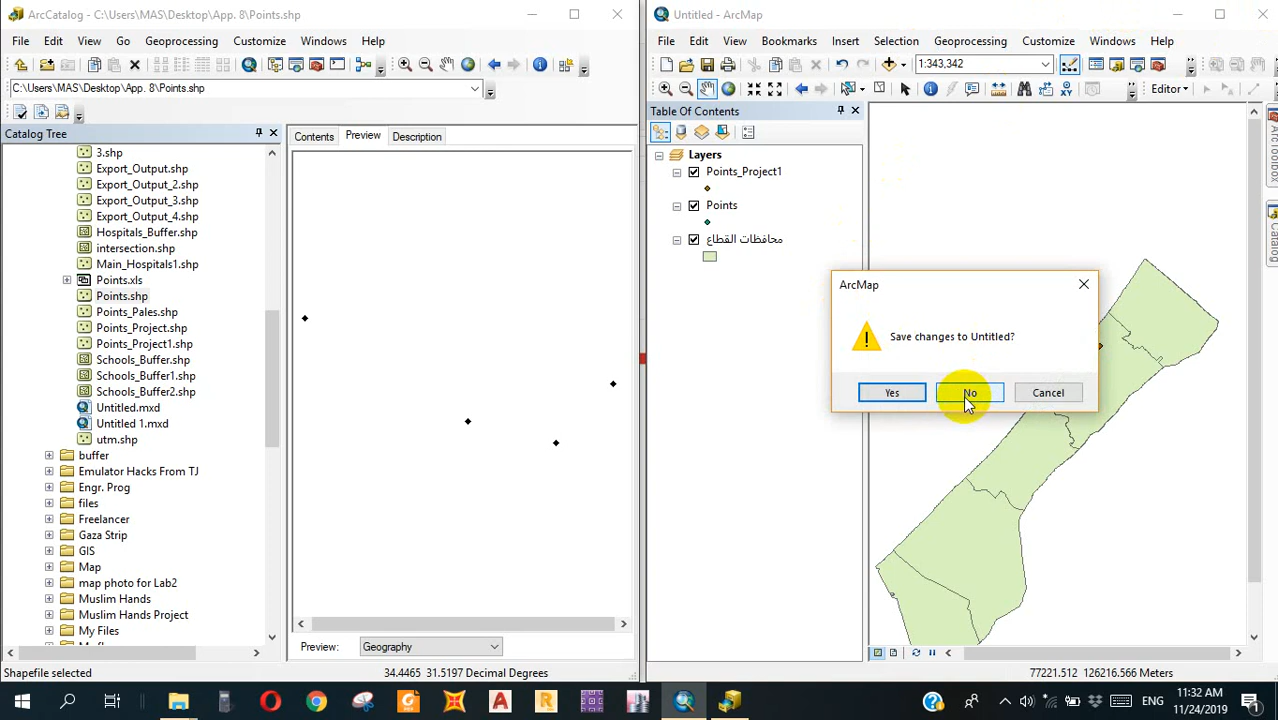 ArcCatalog - C:\Users\MAS\Desktop\App. 8\Points.shp
File Edit View Go Geoprocessing Customize Windows Help
C:\Users\MAS\Desktop\App. 8\Points.shp
Catalog Tree
3.shp
Export_Output.shp
Export_Output_2.shp
Export_Output_3.shp
Export_Output_4.shp
Hospitals_Buffer.shp
intersection.shp
Main_Hospitals1.shp
Points.xls
Points.shp
Points_Pales.shp
Points_Project.shp
Points_Project1.shp
Schools_Buffer.shp
Schools_Buffer1.shp
Schools_Buffer2.shp
Untitled.mxd
Untitled 1.mxd
utm.shp
buffer
Emulator Hacks From TJ
Engr. Prog
files
Freelancer
Gaza Strip
GIS
Map
map photo for Lab2
Muslim Hands
Muslim Hands Project
My Files
Contents Preview Description
Preview: Geography
Shapefile selected
34.4465 31.5197 Decimal Degrees
Untitled - ArcMap
File Edit View Bookmarks Insert Selection Geoprocessing Customize Windows Help
1:343,342
Editor
Table Of Contents
Layers
Points_Project1
Points
محافظات القطاع
ArcToolbox
Catalog
ArcMap
Save changes to Untitled?
Yes No Cancel
77221.512 126216.566 Meters
ENG
11:32 AM
11/24/2019